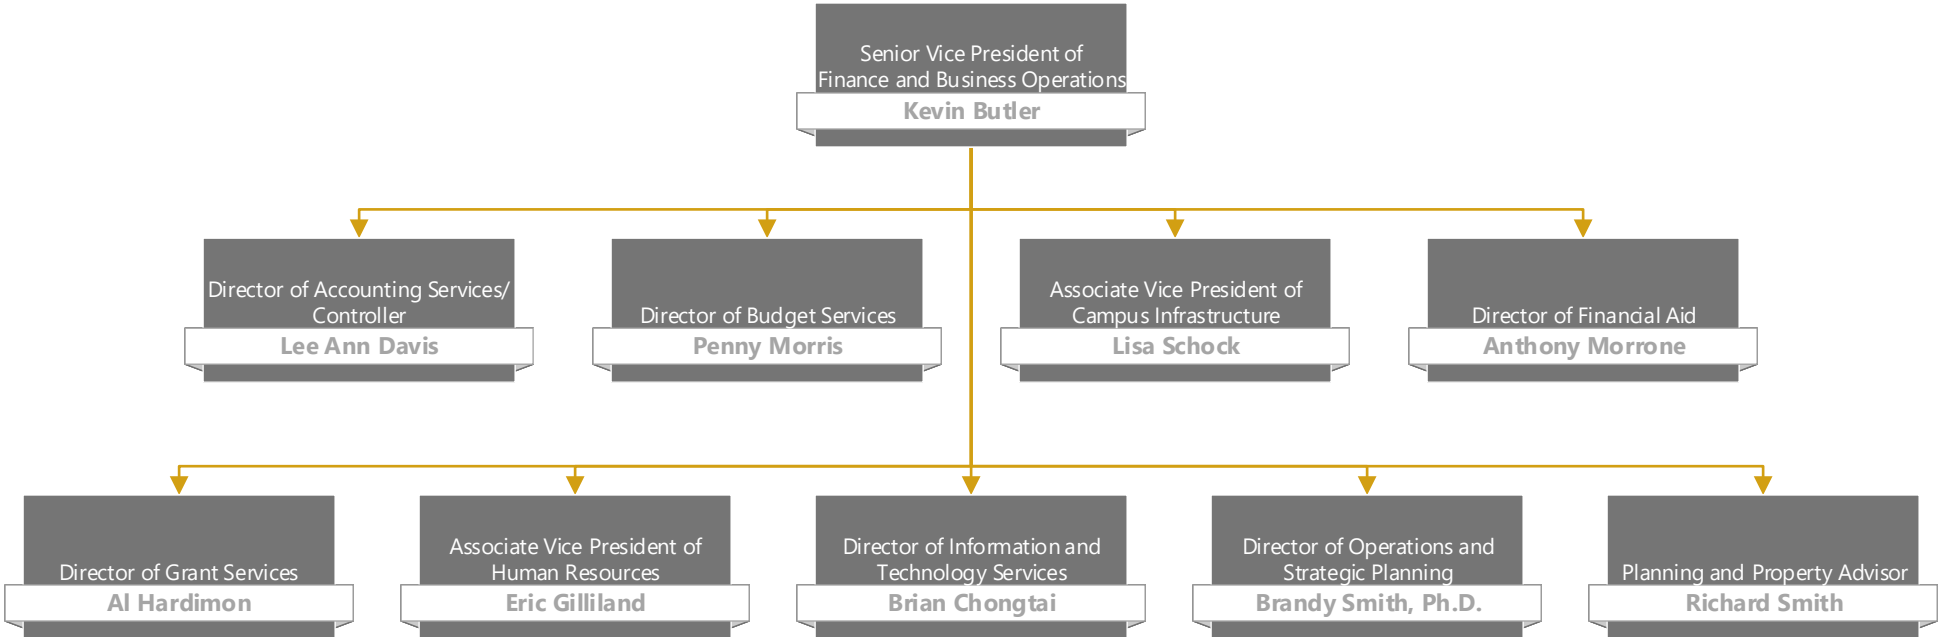 Senior Vice President of
Finance and Business Operations
Kevin Butler
Director of Accounting Services/
Controller
Lee Ann Davis
Director of Budget Services
Penny Morris
Associate Vice President of
Campus Infrastructure
Lisa Schock
Director of Financial Aid
Anthony Morrone
Director of Grant Services
Al Hardimon
Associate Vice President of
Human Resources
Eric Gilliland
Director of Information and
Technology Services
Brian Chongtai
Director of Operations and
Strategic Planning
Brandy Smith, Ph.D.
Planning and Property Advisor
Richard Smith